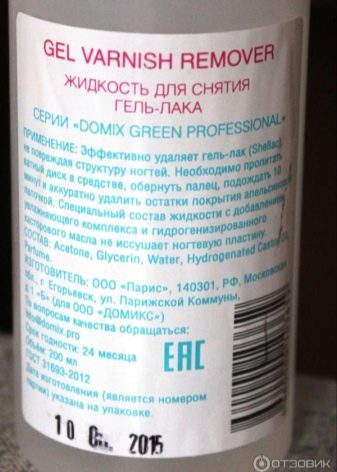 GEL VARNISH REMOVER
ЖИДКОСТЬ ДЛЯ СНЯТИЯ
ГЕЛЬ-ЛАКА
СЕРИИ «DOMIX GREEN PROFESSIONAL»
ПРИМЕНЕНИЕ: Эффективно удаляет гель-лак (Shellac),
не повреждая структуру ногтей. Необходимо пропитать
ватный диск в средстве, обернуть палец, подождать 10
минут и аккуратно удалить остатки покрытия апельсиновой
палочкой. Специальный состав жидкости с добавлением
увлажняющего комплекса и гидрогенизированного
касторового масла не иссушает ногтевую пластину.
СОСТАВ: Acetone, Glycerin, Water, Hydrogenated Castor Oil,
Perfume.
ИЗГОТОВИТЕЛЬ: ООО «Парис», 140301, РФ, Московская
обл., г. Егорьевск, ул. Парижской Коммуны,
1 "Б" (для ООО «ДОМИКС»)
По вопросам качества обращаться:
info@domix.pro
Срок годности: 24 месяца
Объем: 200 мл
ГОСТ 31693-2012
Дата изготовления (является номером
партии) указана на упаковке.
EAC
10 2015
ОТЗОВИК